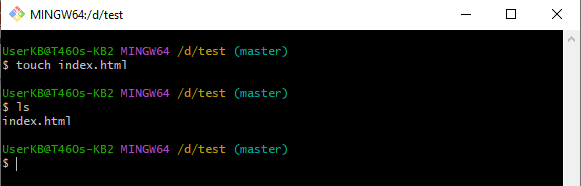 MINGW64:/d/test
UserKB@T460s-KB2 MINGW64 /d/test (master)
$ touch index.html
UserKB@T460s-KB2 MINGW64 /d/test (master)
$ ls
index.html
UserKB@T460s-KB2 MINGW64 /d/test (master)
$